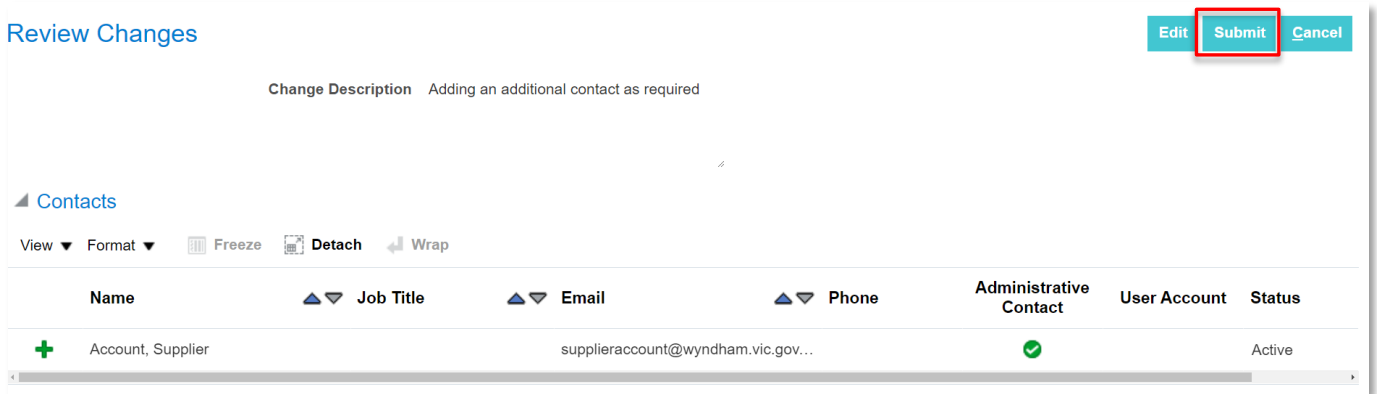 Review Changes
Edit Submit Cancel
Change Description Adding an additional contact as required
Contacts
View Format Freeze Detach Wrap
Name Job Title Email Phone Administrative Contact User Account Status
Account, Supplier supplieraccount@wyndham.vic.gov... Active